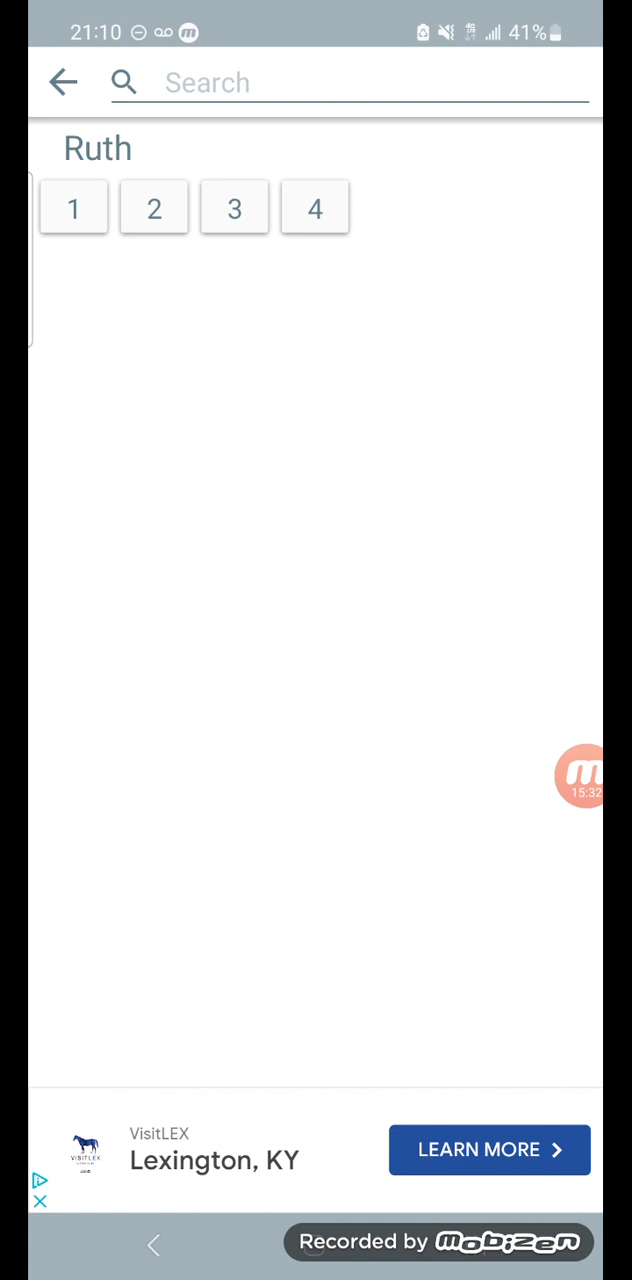 21:10 41%
Search
Ruth
1 2 3 4
15:32
VisitLEX
Lexington, KY
LEARN MORE
VISITLEX
Recorded by mobizen